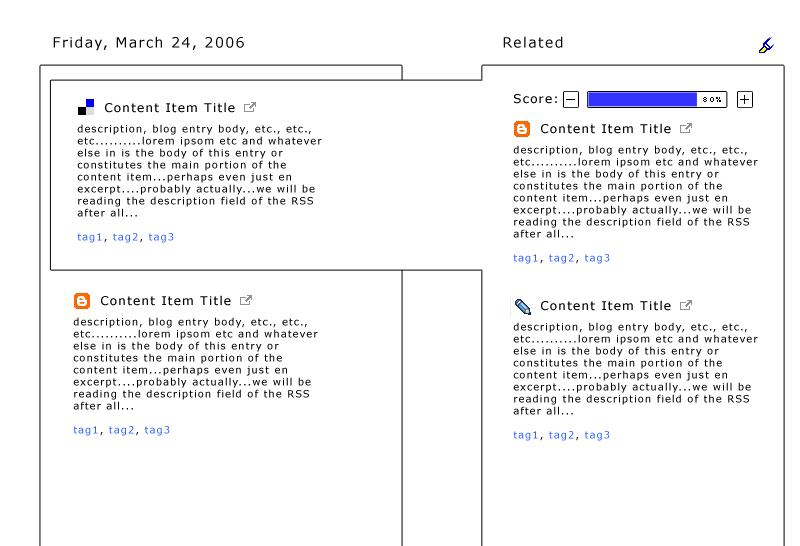 Friday, March 24, 2006
Content Item Title
description, blog entry body, etc., etc.,
etc..........lorem ipsom etc and whatever
else in is the body of this entry or
constitutes the main portion of the
content item...perhaps even just en
excerpt....probably actually...we will be
reading the description field of the RSS
after all...
tag1, tag2, tag3
Content Item Title
description, blog entry body, etc., etc.,
etc..........lorem ipsom etc and whatever
else in is the body of this entry or
constitutes the main portion of the
content item...perhaps even just en
excerpt....probably actually...we will be
reading the description field of the RSS
after all...
tag1, tag2, tag3
Related
Score: 80%
Content Item Title
description, blog entry body, etc., etc.,
etc..........lorem ipsom etc and whatever
else in is the body of this entry or
constitutes the main portion of the
content item...perhaps even just en
excerpt....probably actually...we will be
reading the description field of the RSS
after all...
tag1, tag2, tag3
Content Item Title
description, blog entry body, etc., etc.,
etc..........lorem ipsom etc and whatever
else in is the body of this entry or
constitutes the main portion of the
content item...perhaps even just en
excerpt....probably actually...we will be
reading the description field of the RSS
after all...
tag1, tag2, tag3